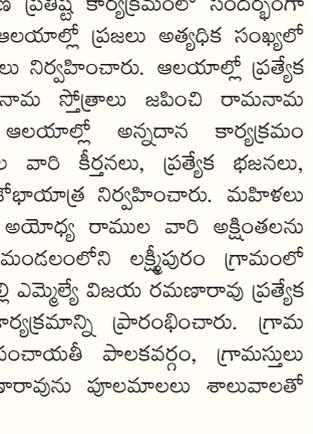 ప్రతిష్ట కార్యక్రమంలో సందర్భంగా
ఆలయాల్లో ప్రజలు అత్యధిక సంఖ్యలో
లు నిర్వహించారు. ఆలయాల్లో ప్రత్యేక
నామ స్తోత్రాలు జపించి రామనామ
ఆలయాల్లో అన్నదాన కార్యక్రమం
వారి కీర్తనలు, ప్రత్యేక భజనలు,
శోభాయాత్ర నిర్వహించారు. మహిళలు
అయోధ్య రాముల వారి అక్షింతలను
మండలంలోని లక్ష్మీపురం గ్రామంలో
ఎమ్మెల్యే విజయ రమణారావు ప్రత్యేక
కార్యక్రమాన్ని ప్రారంభించారు. గ్రామ
పంచాయతీ పాలకవర్గం, గ్రామస్తులు
ణారావును పూలమాలలు శాలువాలతో